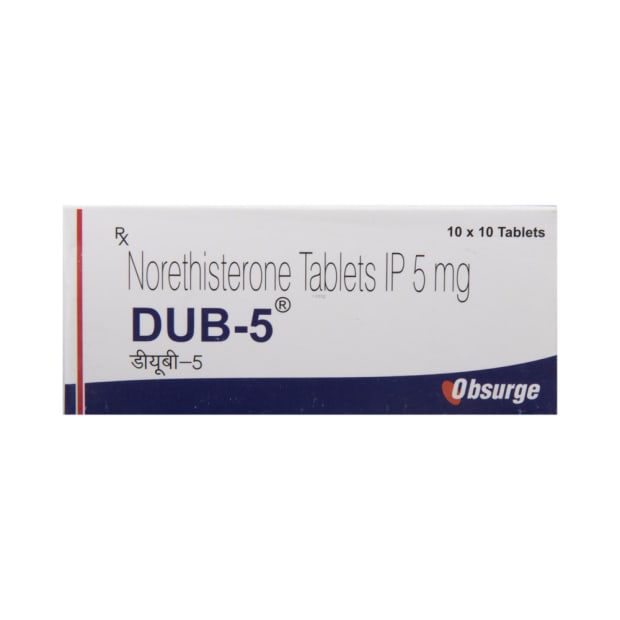 Rx
10 x 10 Tablets
Norethisterone Tablets IP 5 mg
DUB-5®
डीयूबी–5
Obsurge